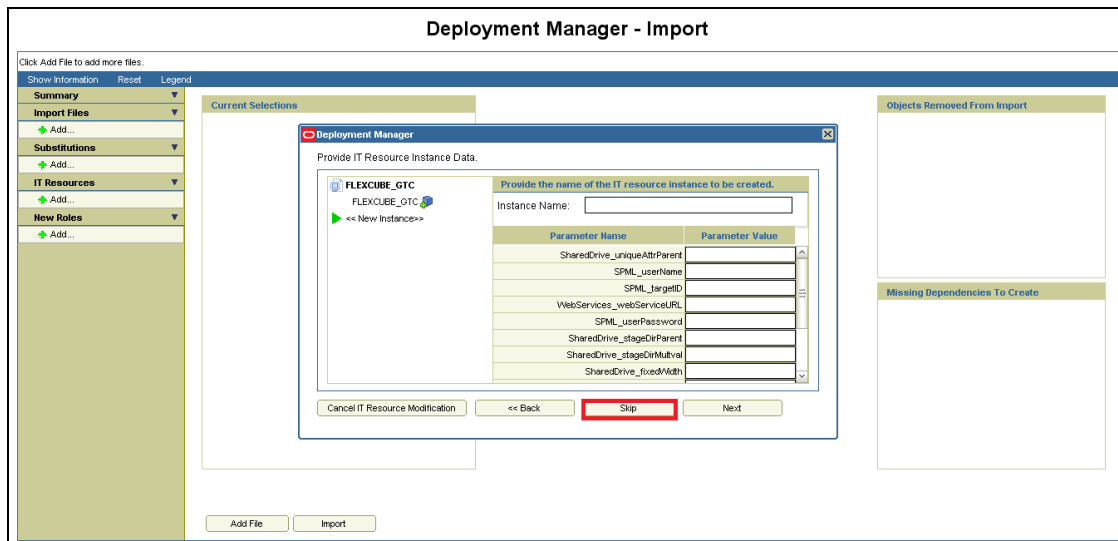 Deployment Manager - Import
Click Add File to add more files.
Show Information Reset Legend
Summary
Import Files
Add...
Substitutions
Add...
IT Resources
Add...
New Roles
Add...
Current Selections
Objects Removed From Import
Missing Dependencies To Create
Deployment Manager
Provide IT Resource Instance Data.
FLEXCUBE_GTC
FLEXCUBE_GTC
<< New Instance>>
Provide the name of the IT resource instance to be created.
Instance Name:
Parameter Name Parameter Value
SharedDrive_uniqueAttrParent
SPML_userName
SPML_targetID
WebServices_webServiceURL
SPML_userPassword
SharedDrive_stageDirParent
SharedDrive_stageDirMultval
SharedDrive_fixedWidth
Cancel IT Resource Modification << Back Skip Next
Add File Import